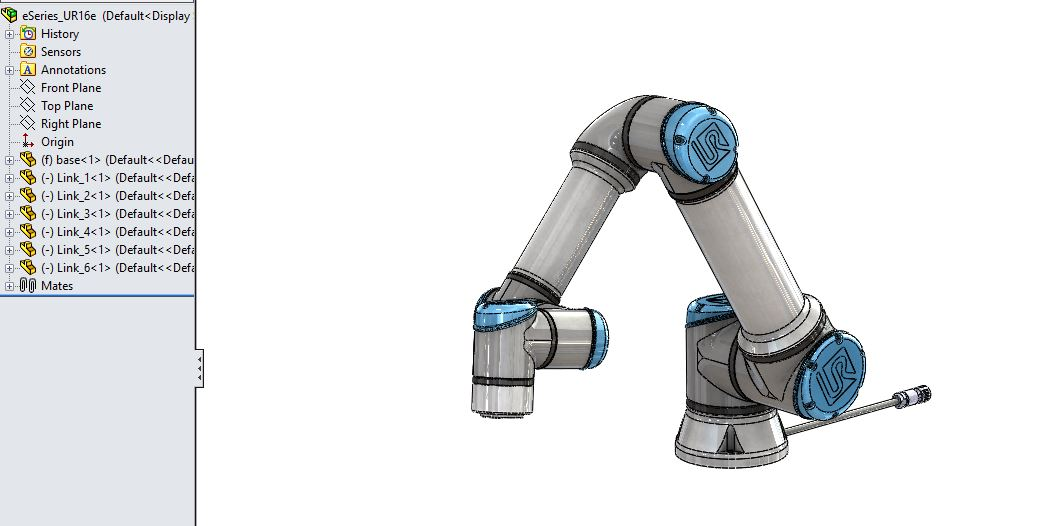 eSeries_UR16e (Default<Display
History
Sensors
A Annotations
Front Plane
Top Plane
Right Plane
Origin
(f) base<1> (Default<<Defau
(-) Link_1<1> (Default<<Defa
(-) Link_2<1> (Default<<Defa
(-) Link_3<1> (Default<<Defa
(-) Link_4<1> (Default<<Defa
(-) Link_5<1> (Default<<Defa
(-) Link_6<1> (Default<<Defa
Mates
UR
UR